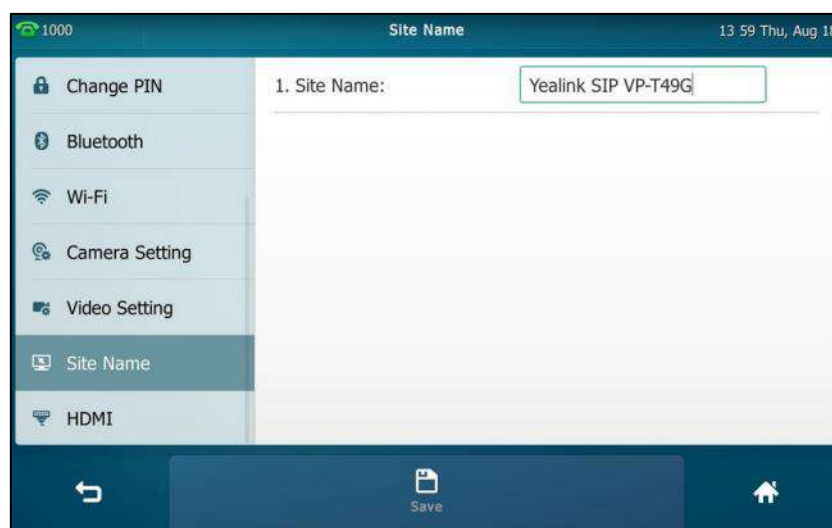 1000 Site Name 13 59 Thu, Aug 18
Change PIN
1. Site Name: Yealink SIP VP-T49G
Bluetooth
Wi-Fi
Camera Setting
Video Setting
Site Name
HDMI
Save